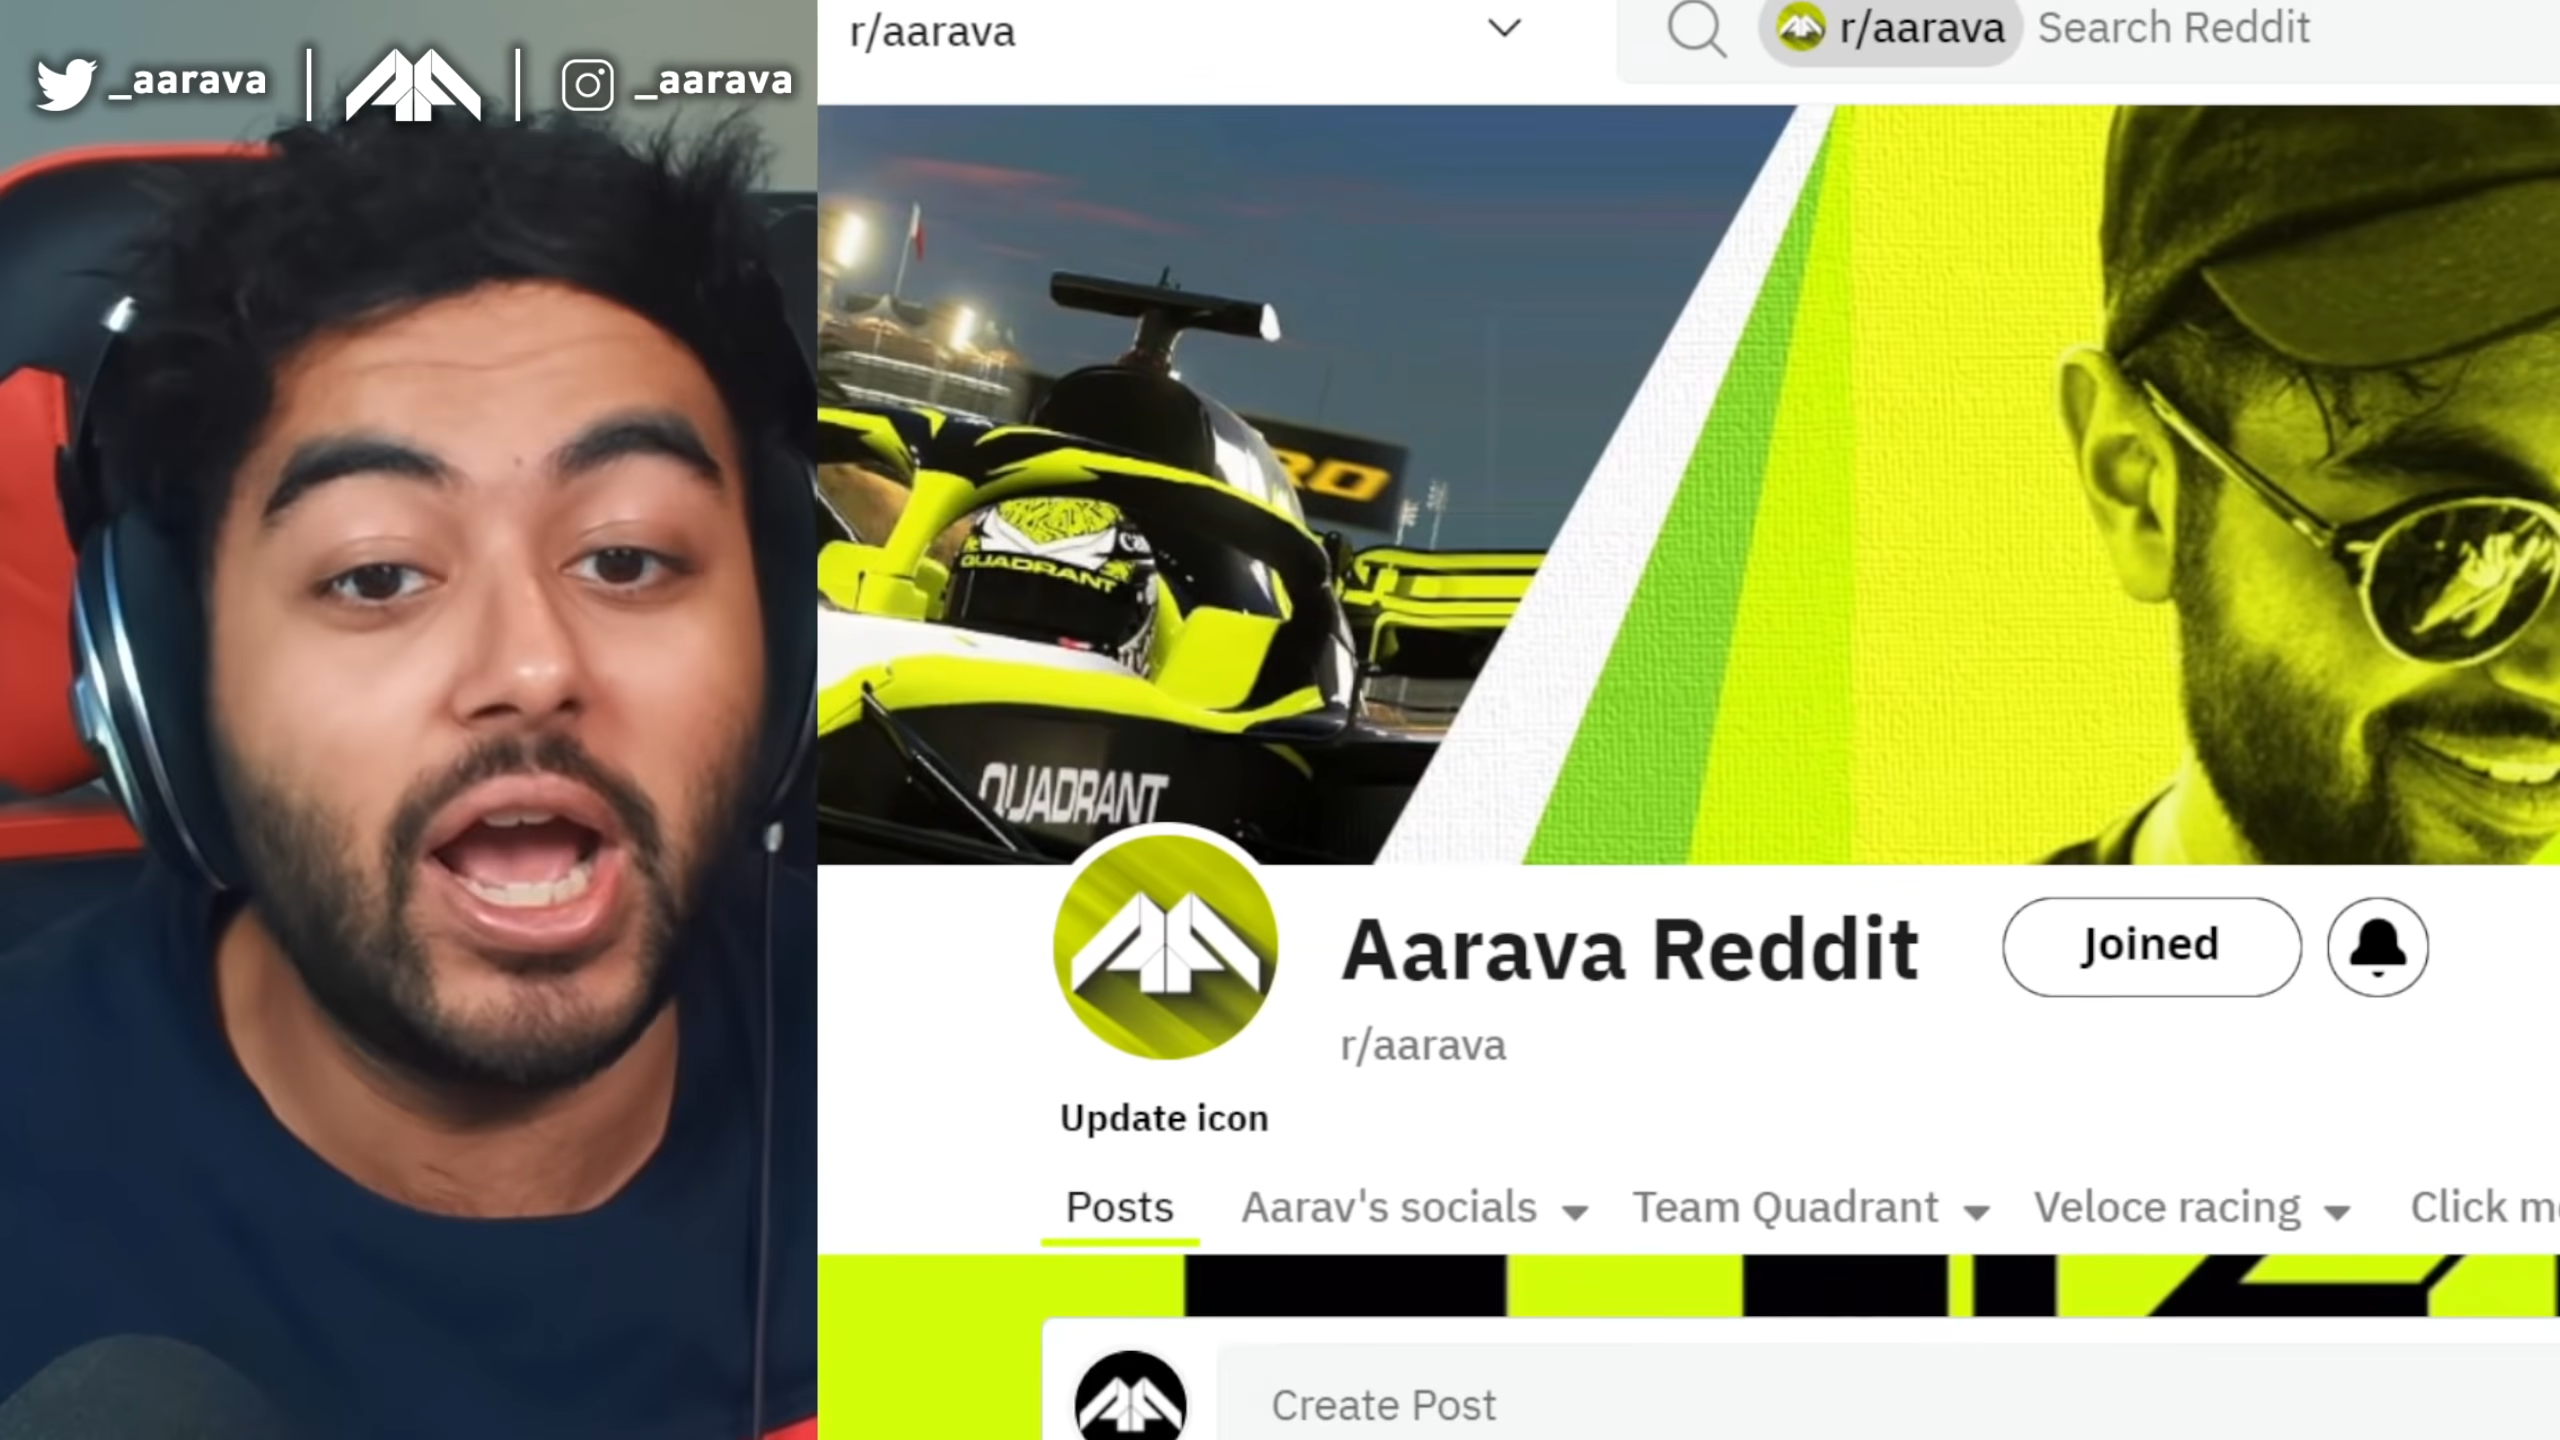 _aarava
_aarava
r/aarava
r/aarava Search Reddit
QUADRANT
QUADRANT
Aarava Reddit
Joined
r/aarava
Update icon
Posts Aarav's socials Team Quadrant Veloce racing Click
Create Post